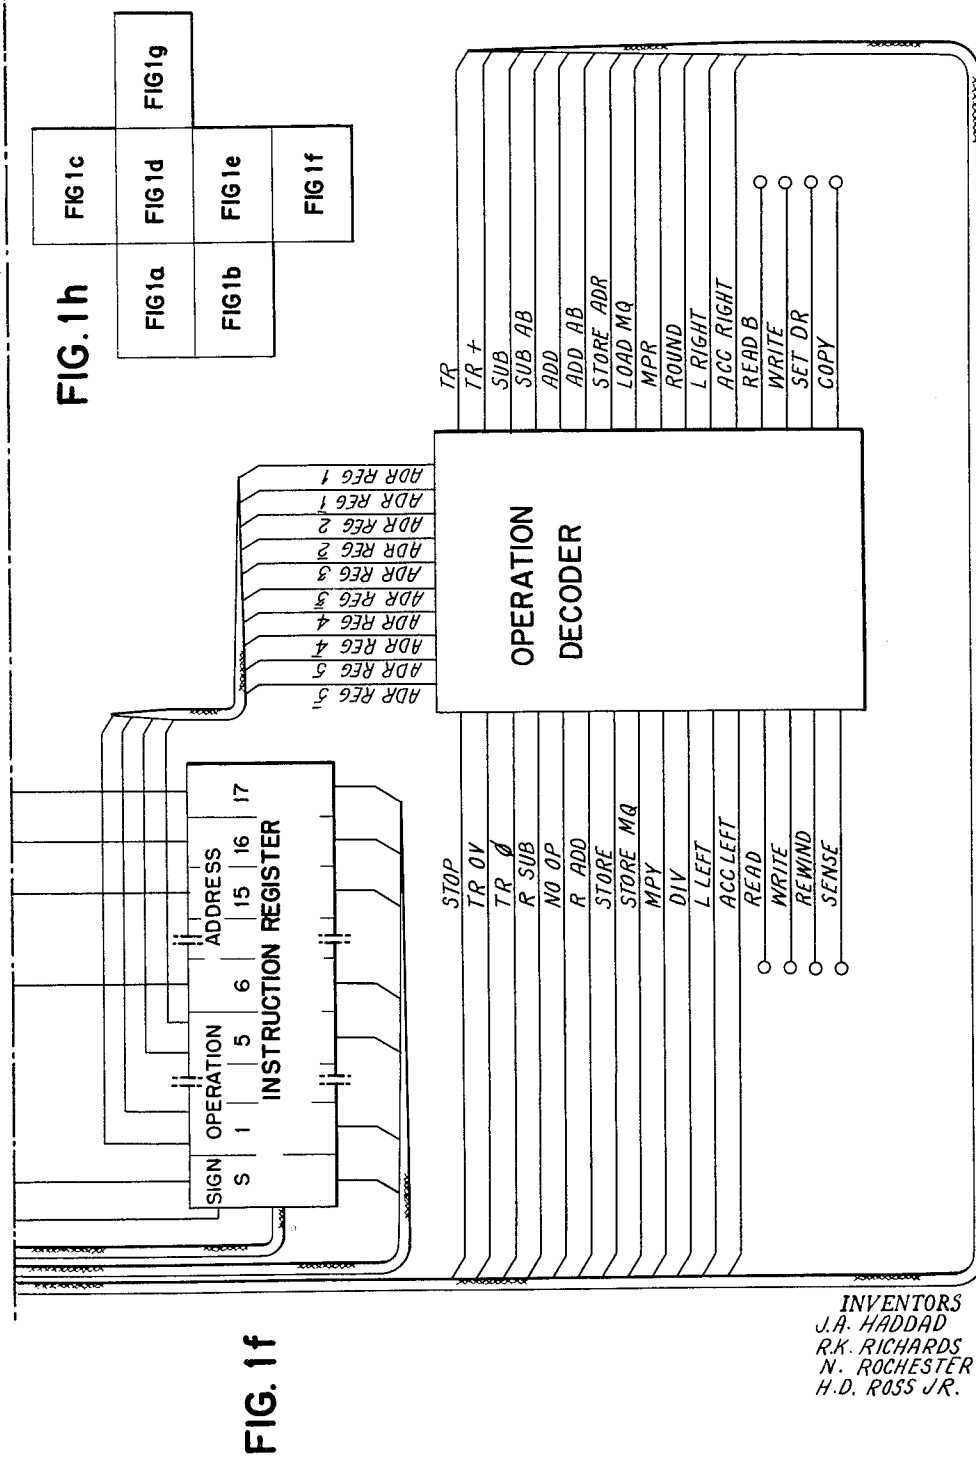 FIG. 1h
FIG1c
FIG1a
FIG1d
FIG1g
FIG1b
FIG1e
FIG1f
FIG. 1f
SIGN
OPERATION
ADDRESS
S
1
5
6
15
16
17
INSTRUCTION REGISTER
ADR REG 5̅
ADR REG 5
ADR REG 4̅
ADR REG 4
ADR REG 3̅
ADR REG 3
ADR REG 2̅
ADR REG 2
ADR REG 1̅
ADR REG 1
OPERATION
DECODER
STOP
TR OV
TR Ø
R SUB
NO OP
R ADD
STORE
STORE MQ
MPY
DIV
L LEFT
ACC LEFT
READ
WRITE
REWIND
SENSE
TR
TR +
SUB
SUB AB
ADD
ADD AB
STORE ADR
LOAD MQ
MPR
ROUND
L RIGHT
ACC RIGHT
READ B
WRITE
SET DR
COPY
INVENTORS
J.A. HADDAD
R.K. RICHARDS
N. ROCHESTER
H.D. ROSS JR.